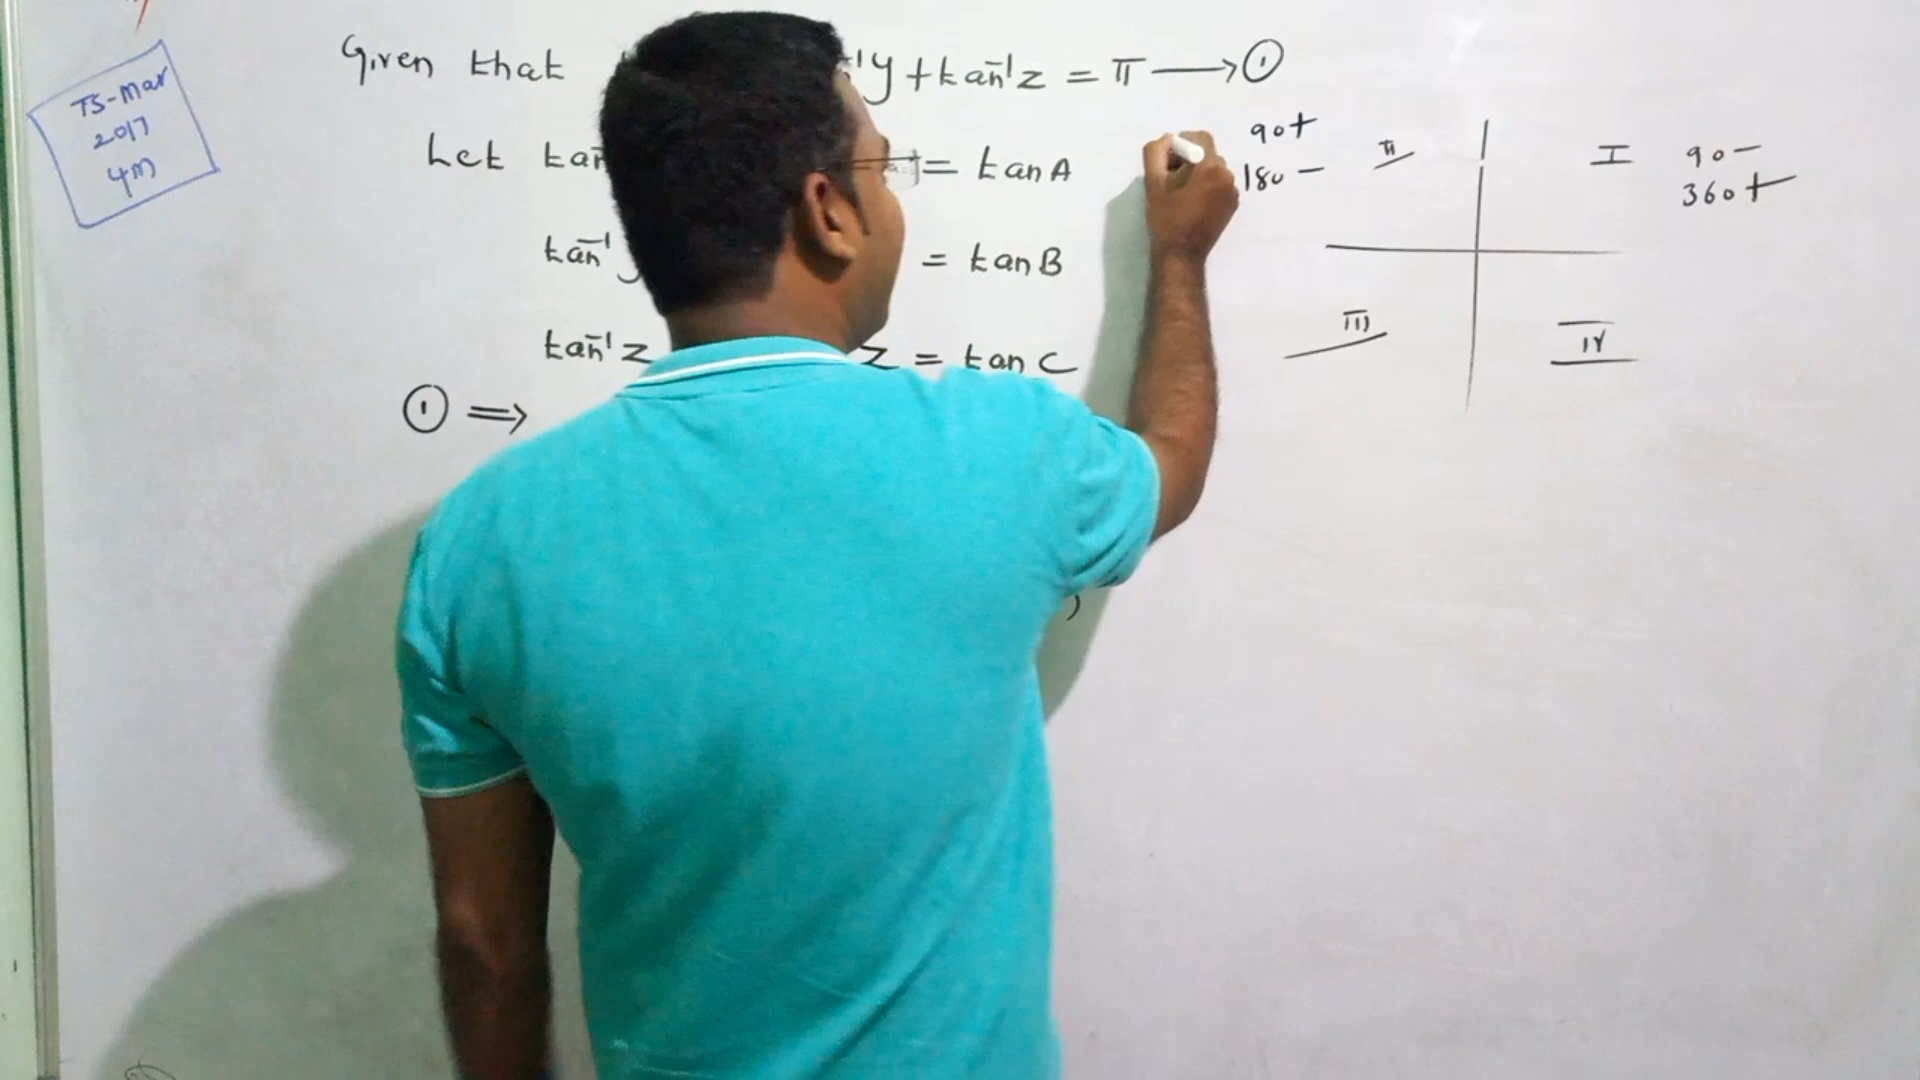 TS-Mar
2017
4m
Given that y + tan⁻¹z = π → ①
Let = tan A
tan⁻¹ = tan B
tan⁻¹z z = tan C
① ⇒
90+
180 -
II
I
90 -
360 +
III
IV